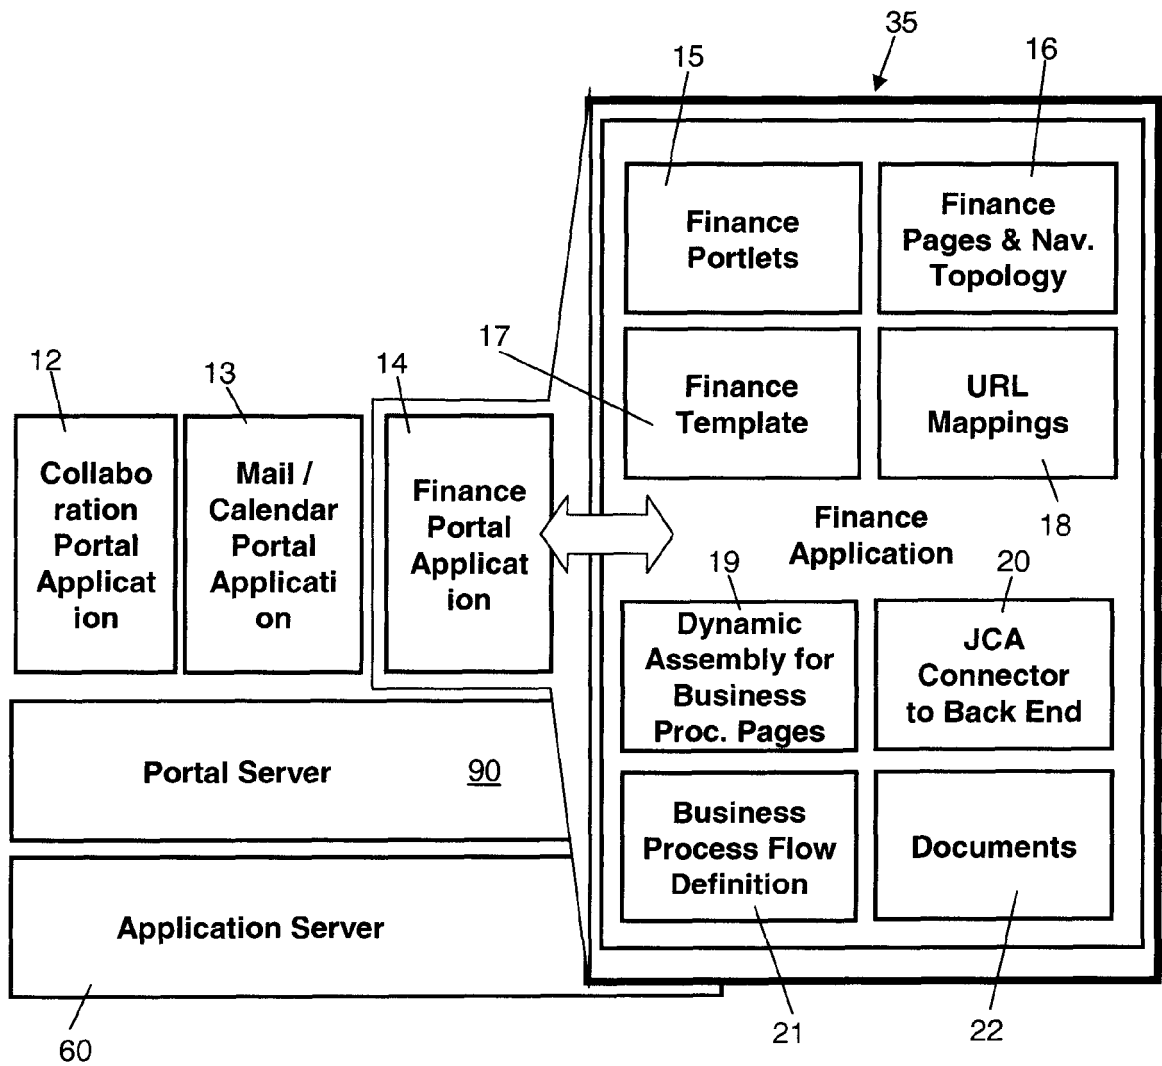 35
15
16
Finance
Portlets
Finance
Pages & Nav.
Topology
17
Finance
Template
URL
Mappings
18
12
13
14
Collabo
ration
Portal
Applicat
ion
Mail /
Calendar
Portal
Applicati
on
Finance
Portal
Applicat
ion
Finance
Application
19
20
Dynamic
Assembly for
Business
Proc. Pages
JCA
Connector
to Back End
Portal Server
90
Business
Process Flow
Definition
Documents
Application Server
60
21
22